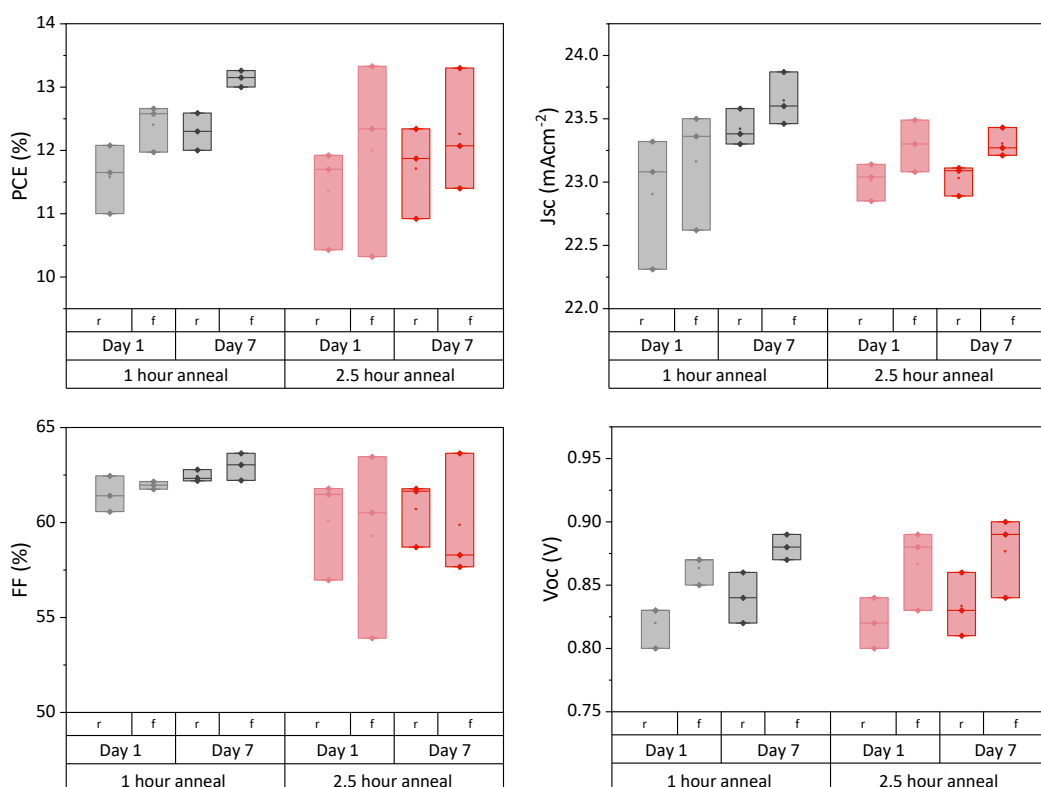 14
13
12
11
10
PCE (%)
r f r f r f r f
Day 1 Day 7 Day 1 Day 7
1 hour anneal 2.5 hour anneal
24.0
23.5
23.0
22.5
22.0
Jsc (mAcm⁻²)
r f r f r f r f
Day 1 Day 7 Day 1 Day 7
1 hour anneal 2.5 hour anneal
65
60
55
50
FF (%)
r f r f r f r f
Day 1 Day 7 Day 1 Day 7
1 hour anneal 2.5 hour anneal
0.95
0.90
0.85
0.80
0.75
Voc (V)
r f r f r f r f
Day 1 Day 7 Day 1 Day 7
1 hour anneal 2.5 hour anneal